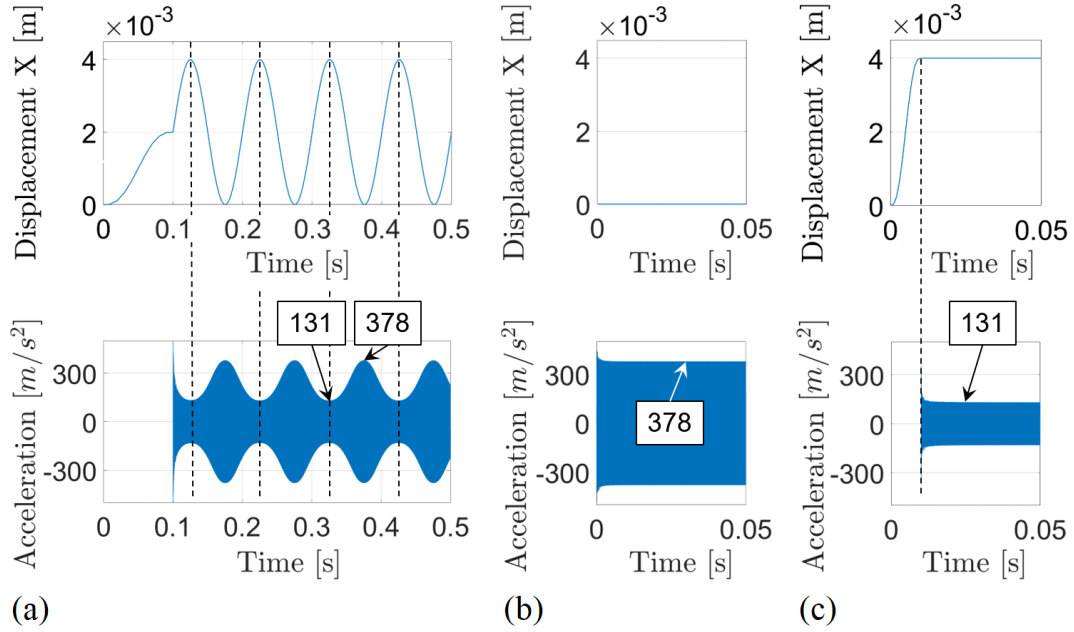 ×10⁻³
Displacement X [m]
4
2
0
0 0.1 0.2 0.3 0.4 0.5
Time [s]
131
378
Acceleration [m/s²]
300
0
-300
0 0.1 0.2 0.3 0.4 0.5
Time [s]
(a)
×10⁻³
Displacement X [m]
4
2
0
0 0.05
Time [s]
Acceleration [m/s²]
300
0
-300
378
0 0.05
Time [s]
(b)
×10⁻³
Displacement X [m]
4
2
0
0 0.05
Time [s]
131
Acceleration [m/s²]
300
0
-300
0 0.05
Time [s]
(c)